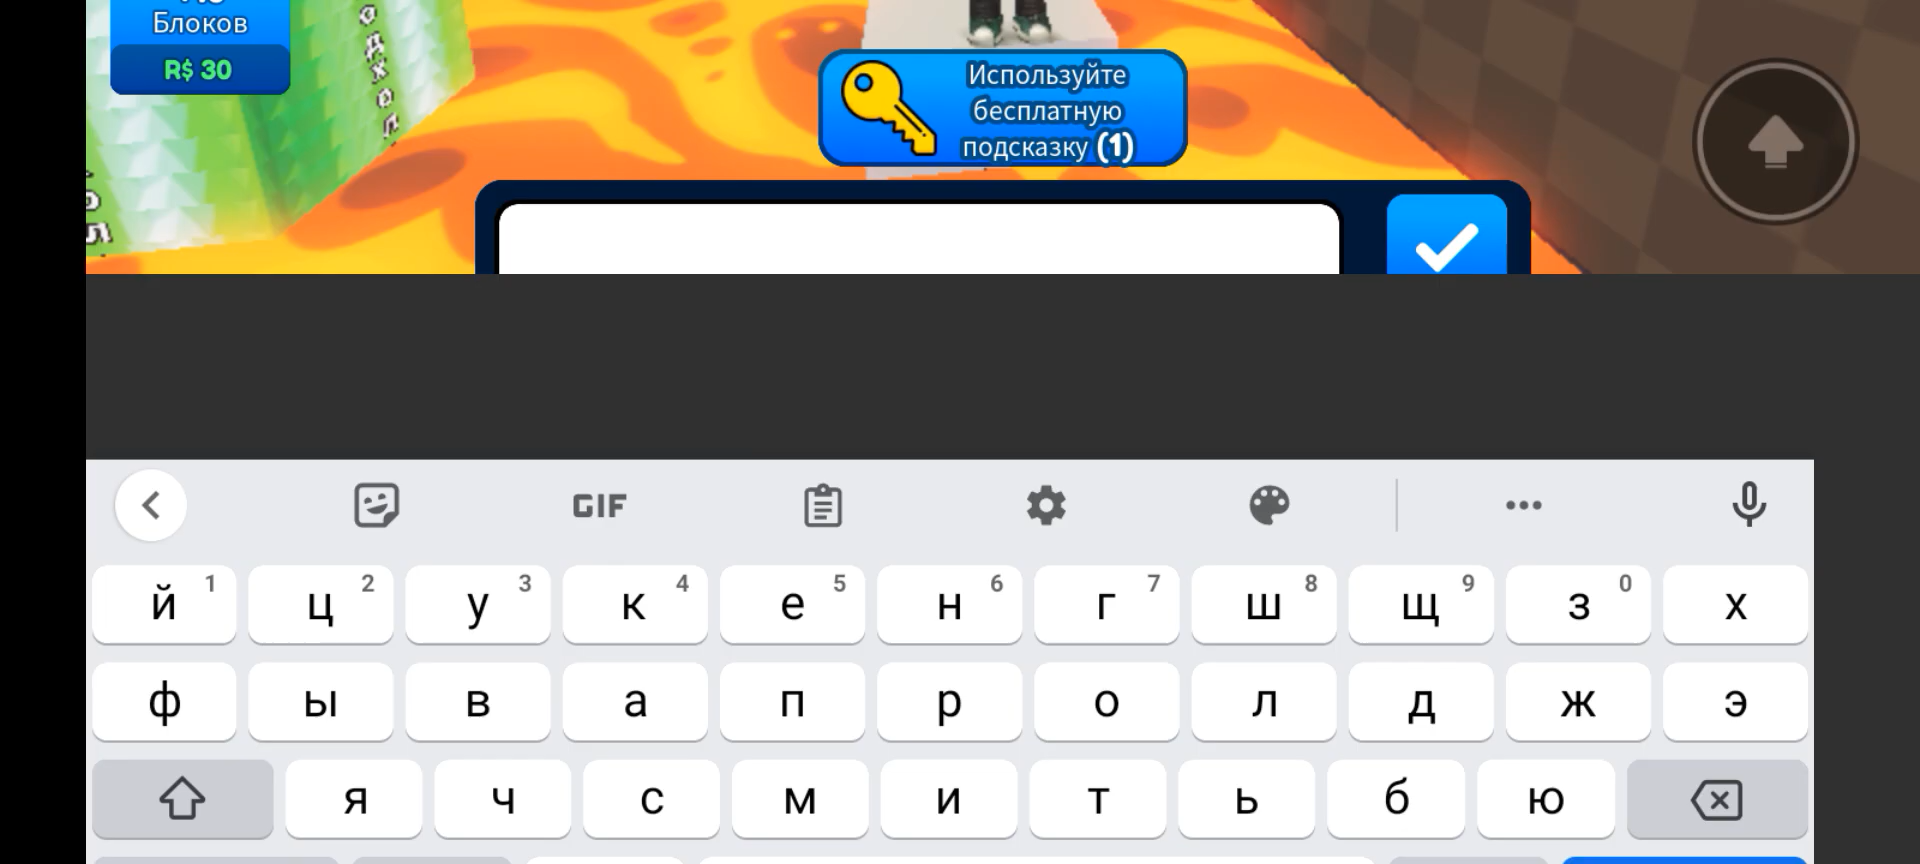 Блоков
R$ 30
Используйте
бесплатную
подсказку (1)
GIF
й 1 ц 2 у 3 к 4 е 5 н 6 г 7 ш 8 щ 9 з 0 х
ф ы в а п р о л д ж э
я ч с м и т ь б ю